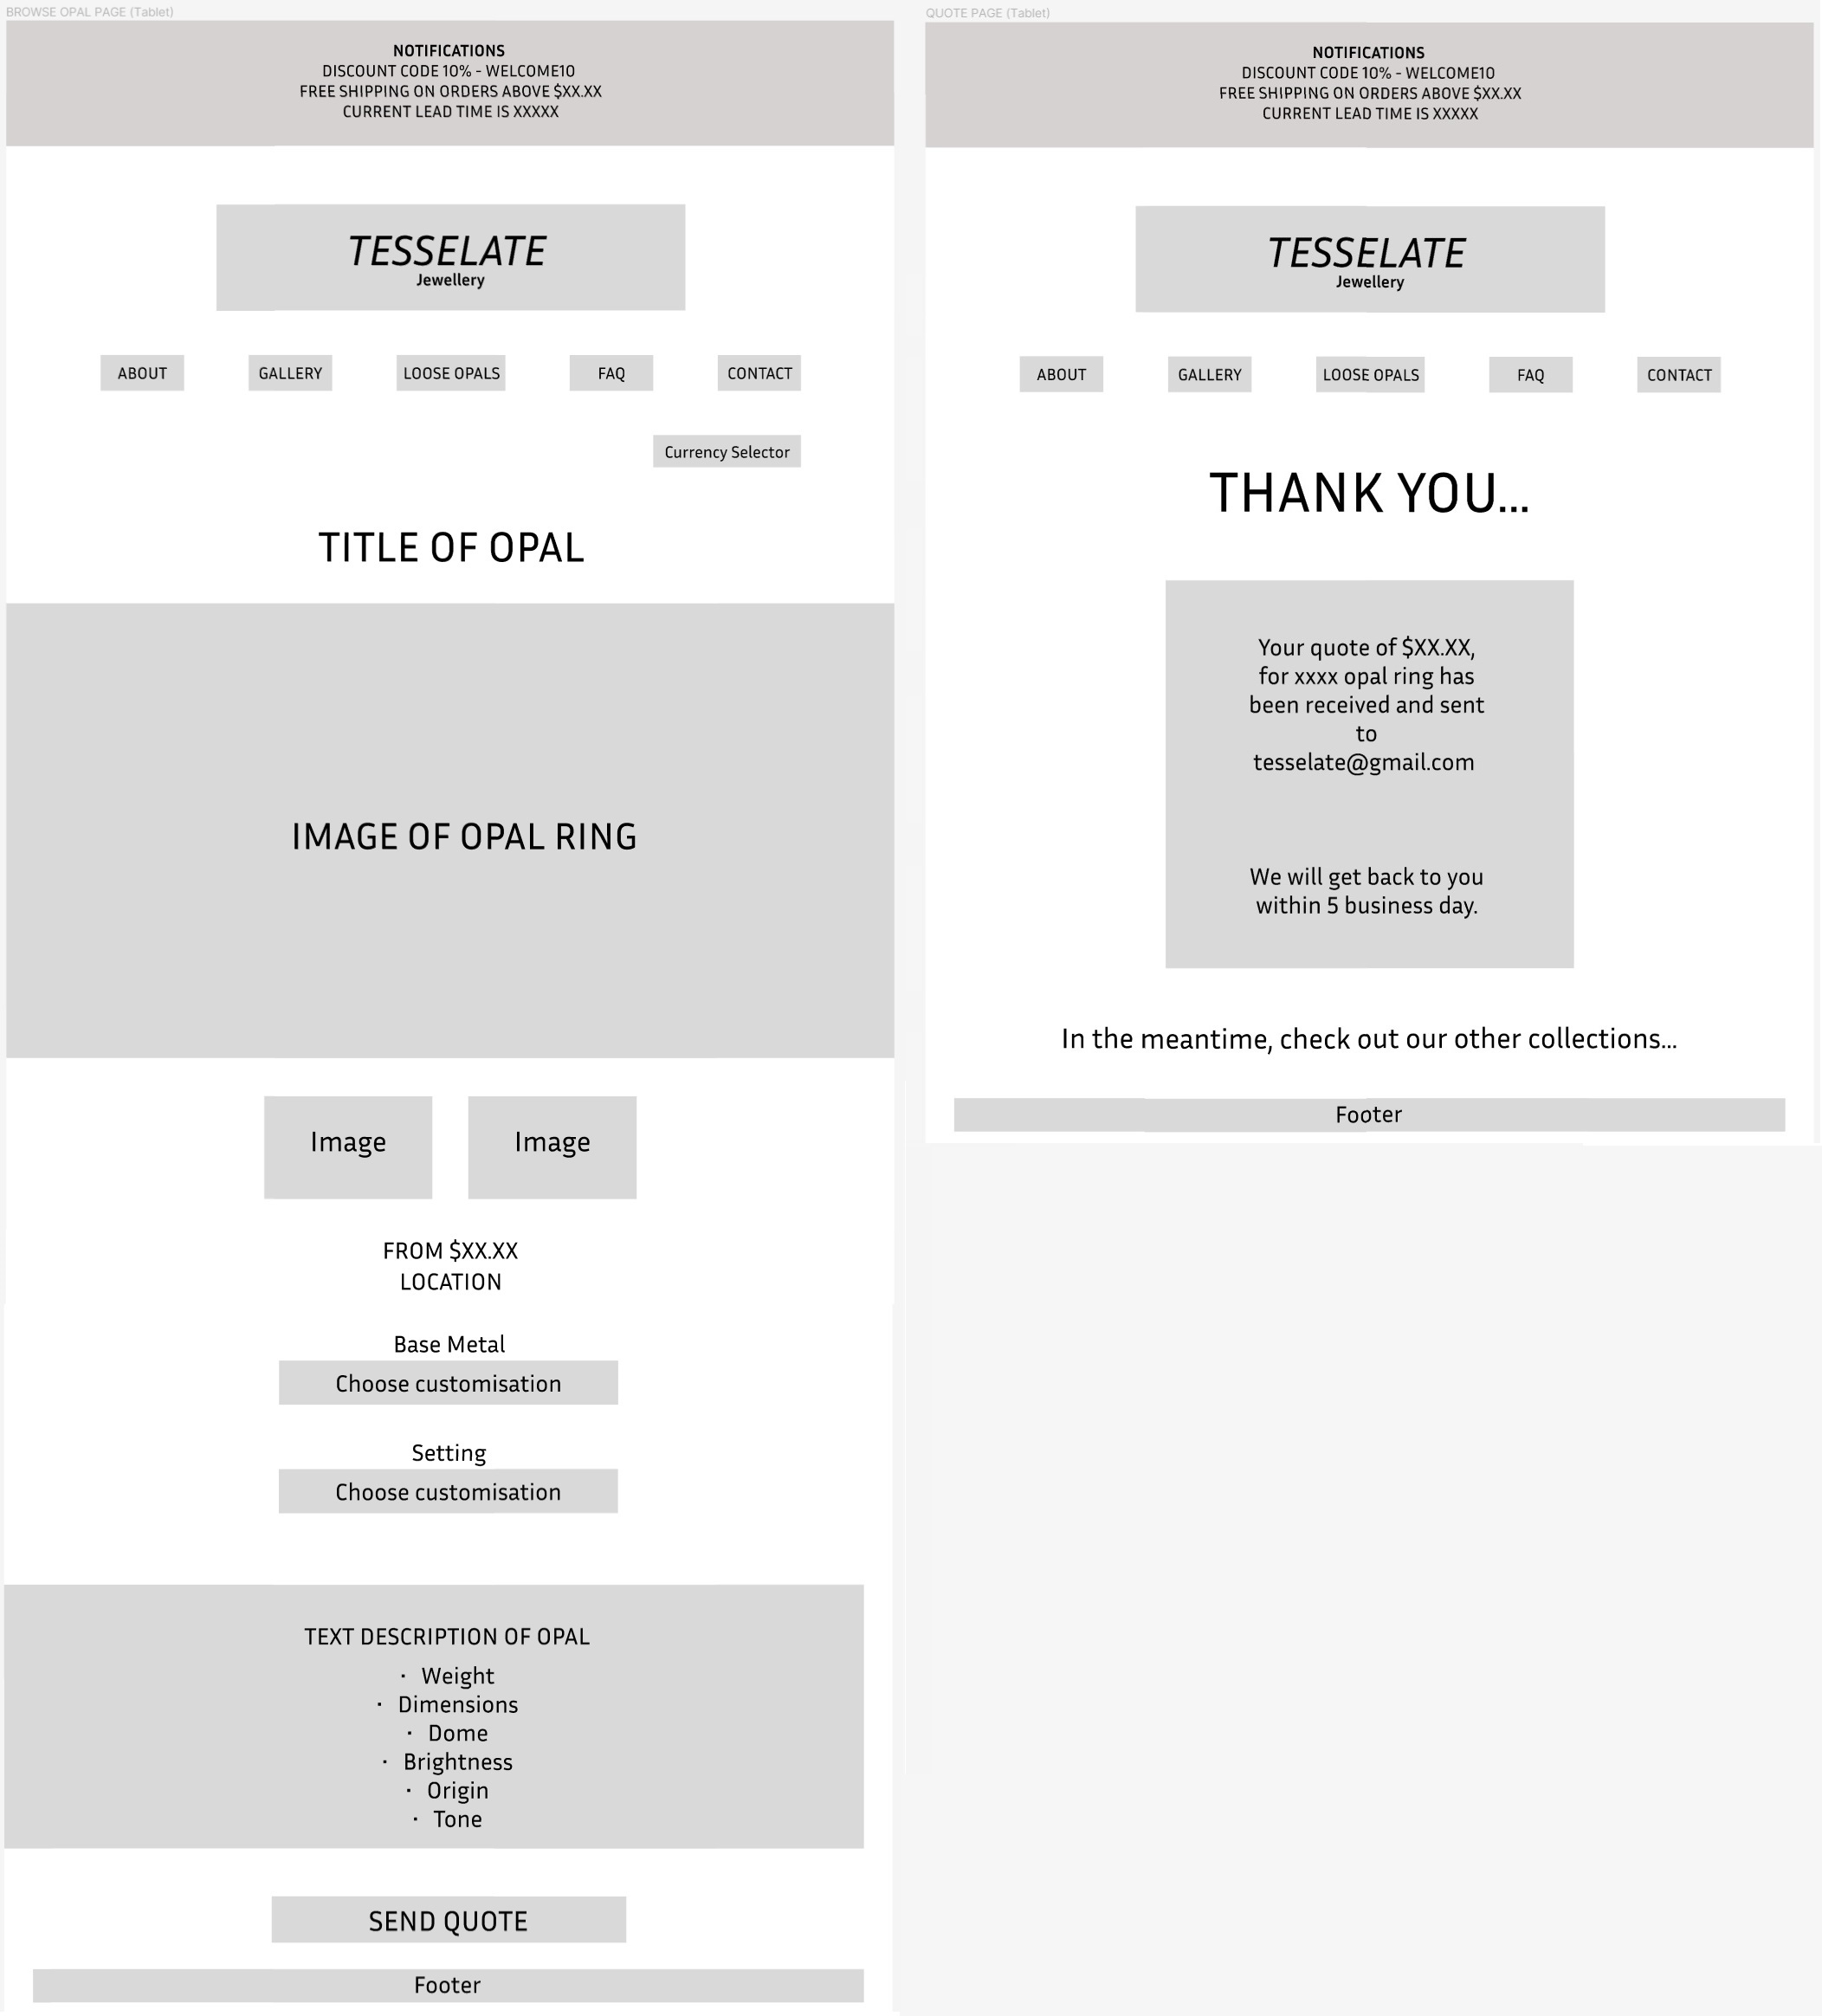 BROWSE OPAL PAGE (Tablet)
NOTIFICATIONS
DISCOUNT CODE 10% - WELCOME10
FREE SHIPPING ON ORDERS ABOVE $XX.XX
CURRENT LEAD TIME IS XXXXX
TESSELATE
Jewellery
ABOUT
GALLERY
LOOSE OPALS
FAQ
CONTACT
Currency Selector
TITLE OF OPAL
IMAGE OF OPAL RING
Image
Image
FROM $XX.XX
LOCATION
Base Metal
Choose customisation
Setting
Choose customisation
TEXT DESCRIPTION OF OPAL
· Weight
· Dimensions
· Dome
· Brightness
· Origin
· Tone
SEND QUOTE
Footer
QUOTE PAGE (Tablet)
NOTIFICATIONS
DISCOUNT CODE 10% - WELCOME10
FREE SHIPPING ON ORDERS ABOVE $XX.XX
CURRENT LEAD TIME IS XXXXX
TESSELATE
Jewellery
ABOUT
GALLERY
LOOSE OPALS
FAQ
CONTACT
THANK YOU...
Your quote of $XX.XX,
for xxxx opal ring has
been received and sent
to
tesselate@gmail.com
We will get back to you
within 5 business day.
In the meantime, check out our other collections...
Footer